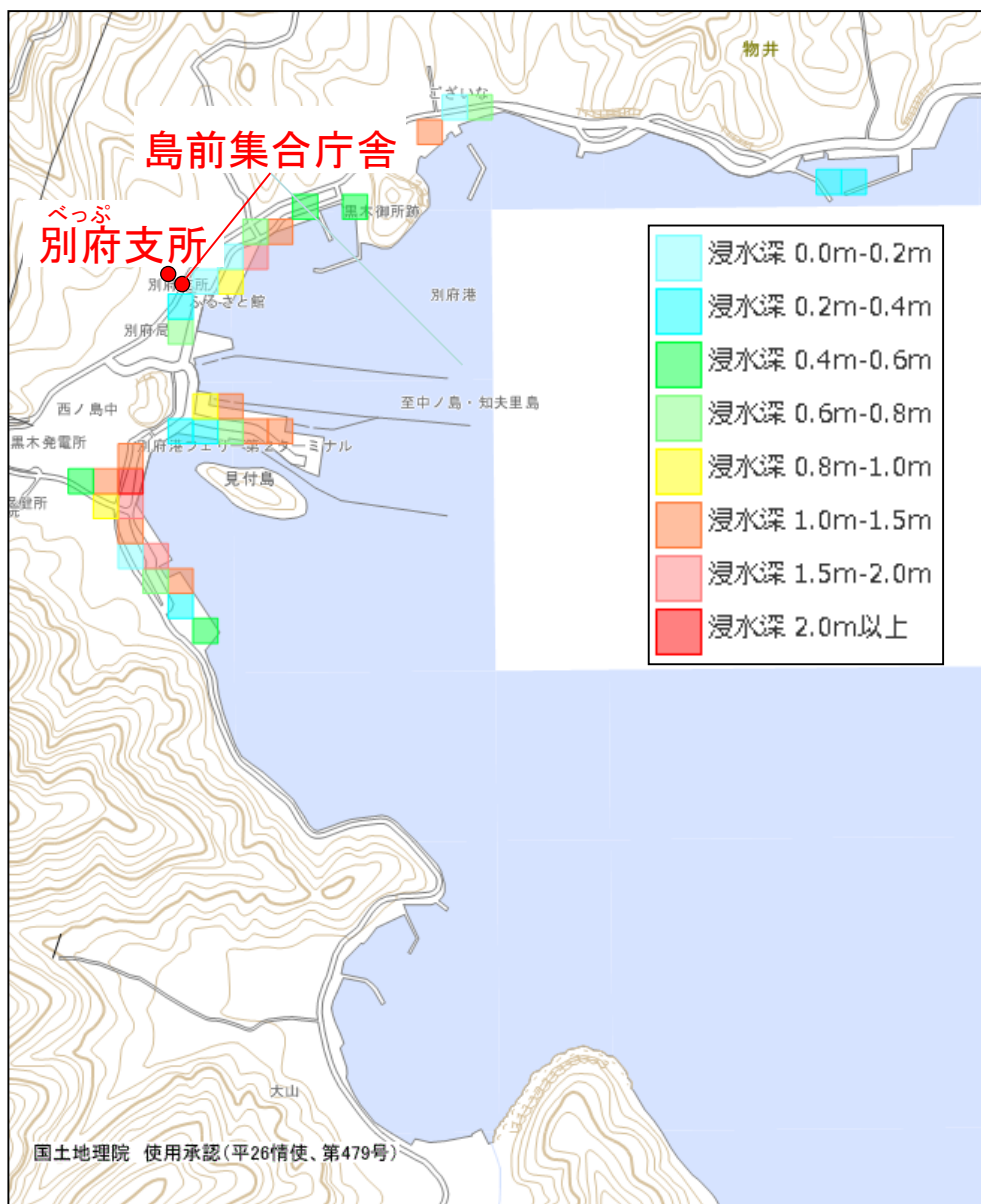 物井
ございな
島前集合庁舎
べっぷ
別府支所
黒木御所跡
別府港
ふるさと館
別府局
西ノ島中
至中ノ島・知夫里島
黒木発電所
別府港フェリー第2ターミナル
見付島
浸水深 0.0m-0.2m
浸水深 0.2m-0.4m
浸水深 0.4m-0.6m
浸水深 0.6m-0.8m
浸水深 0.8m-1.0m
浸水深 1.0m-1.5m
浸水深 1.5m-2.0m
浸水深 2.0m以上
大山
国土地理院 使用承認(平26情使、第479号)